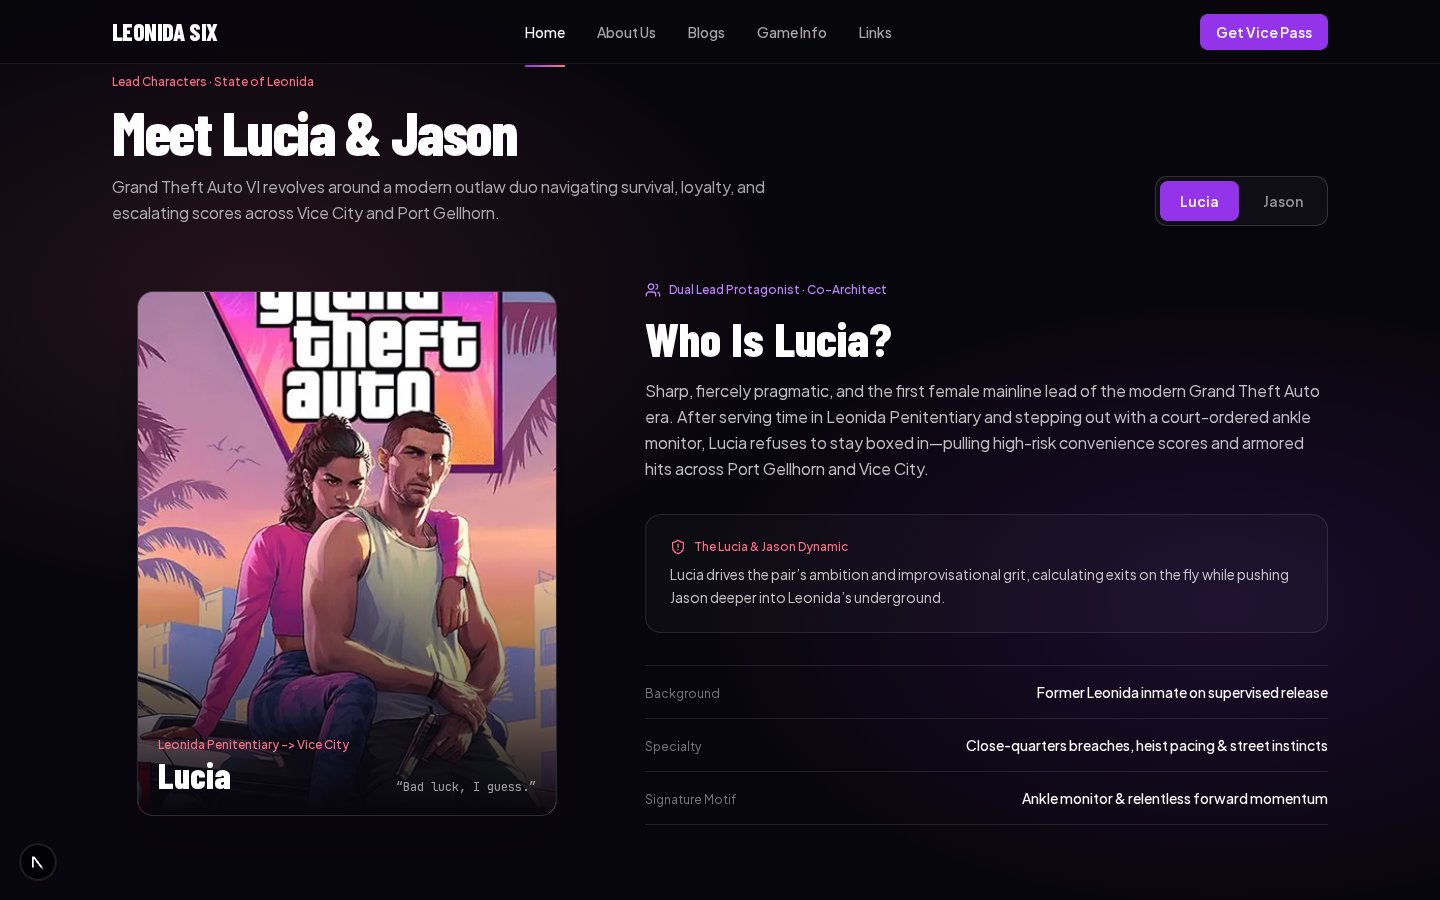 LEONIDA SIX
Home
About Us
Blogs
Game Info
Links
Get Vice Pass
Lead Characters · State of Leonida
Meet Lucia & Jason
Grand Theft Auto VI revolves around a modern outlaw duo navigating survival, loyalty, and
escalating scores across Vice City and Port Gellhorn.
Lucia
Jason
grand
theft
auto
Leonida Penitentiary -> Vice City
Lucia
“Bad luck, I guess.”
Dual Lead Protagonist · Co-Architect
Who Is Lucia?
Sharp, fiercely pragmatic, and the first female mainline lead of the modern Grand Theft Auto
era. After serving time in Leonida Penitentiary and stepping out with a court-ordered ankle
monitor, Lucia refuses to stay boxed in—pulling high-risk convenience scores and armored
hits across Port Gellhorn and Vice City.
The Lucia & Jason Dynamic
Lucia drives the pair’s ambition and improvisational grit, calculating exits on the fly while pushing
Jason deeper into Leonida’s underground.
Background
Former Leonida inmate on supervised release
Specialty
Close-quarters breaches, heist pacing & street instincts
Signature Motif
Ankle monitor & relentless forward momentum